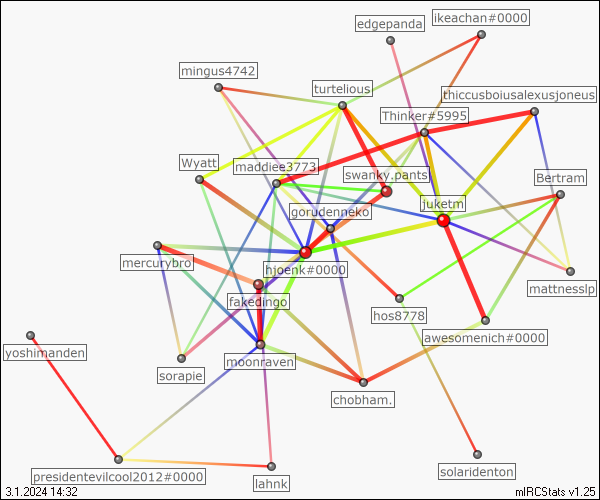 edgepanda
ikeachan#0000
mingus4742
turtelious
thiccusboiusalexusjoneus
Thinker#5995
Wyatt
maddiee3773
swanky.pants
Bertram
juketm
gorudenneko
mercurybro
hjoerik#0000
mattnesslp
fakedingo
hos8778
awesomenich#0000
yoshimanden
sorapie
moonraven
chobham.
presidentevilcool2012#0000
lahnk
solaridenton
3.1.2024 14:32
mIRCStats v1.25